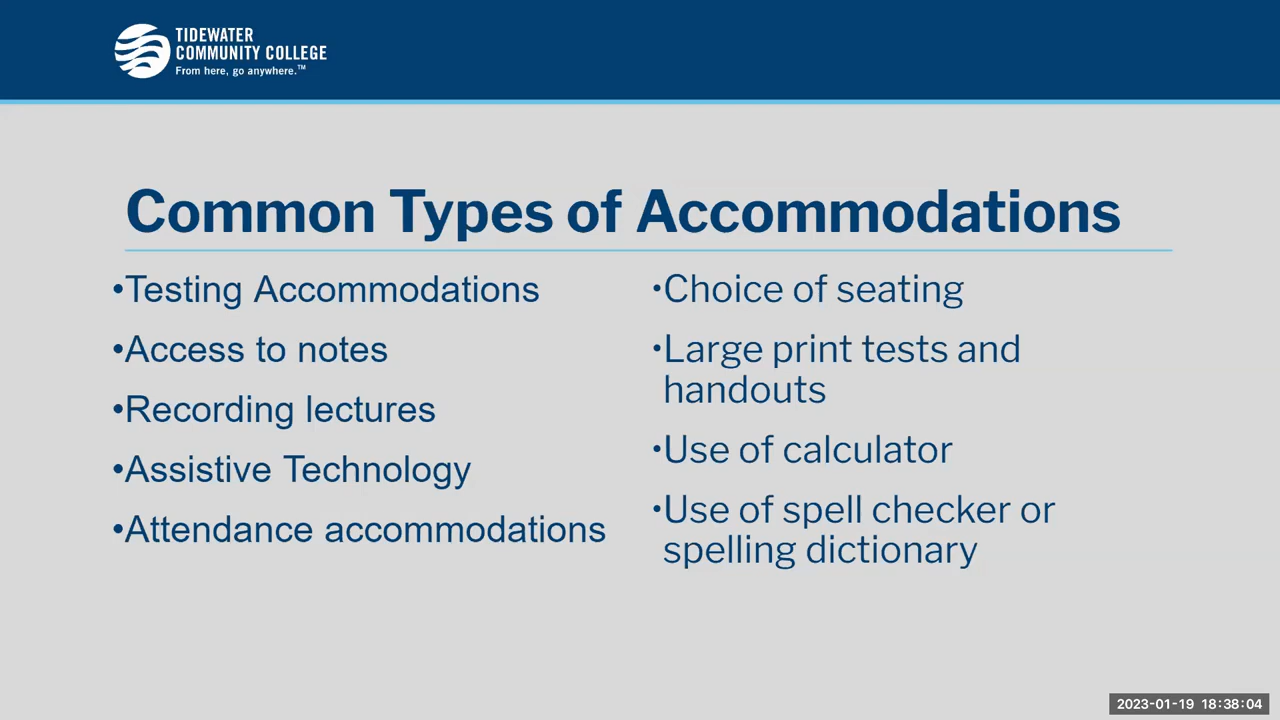 TIDEWATER
COMMUNITY COLLEGE
From here, go anywhere.™
Common Types of Accommodations
•Testing Accommodations
•Access to notes
•Recording lectures
•Assistive Technology
•Attendance accommodations
•Choice of seating
•Large print tests and
handouts
•Use of calculator
•Use of spell checker or
spelling dictionary
2023-01-19 18:38:04